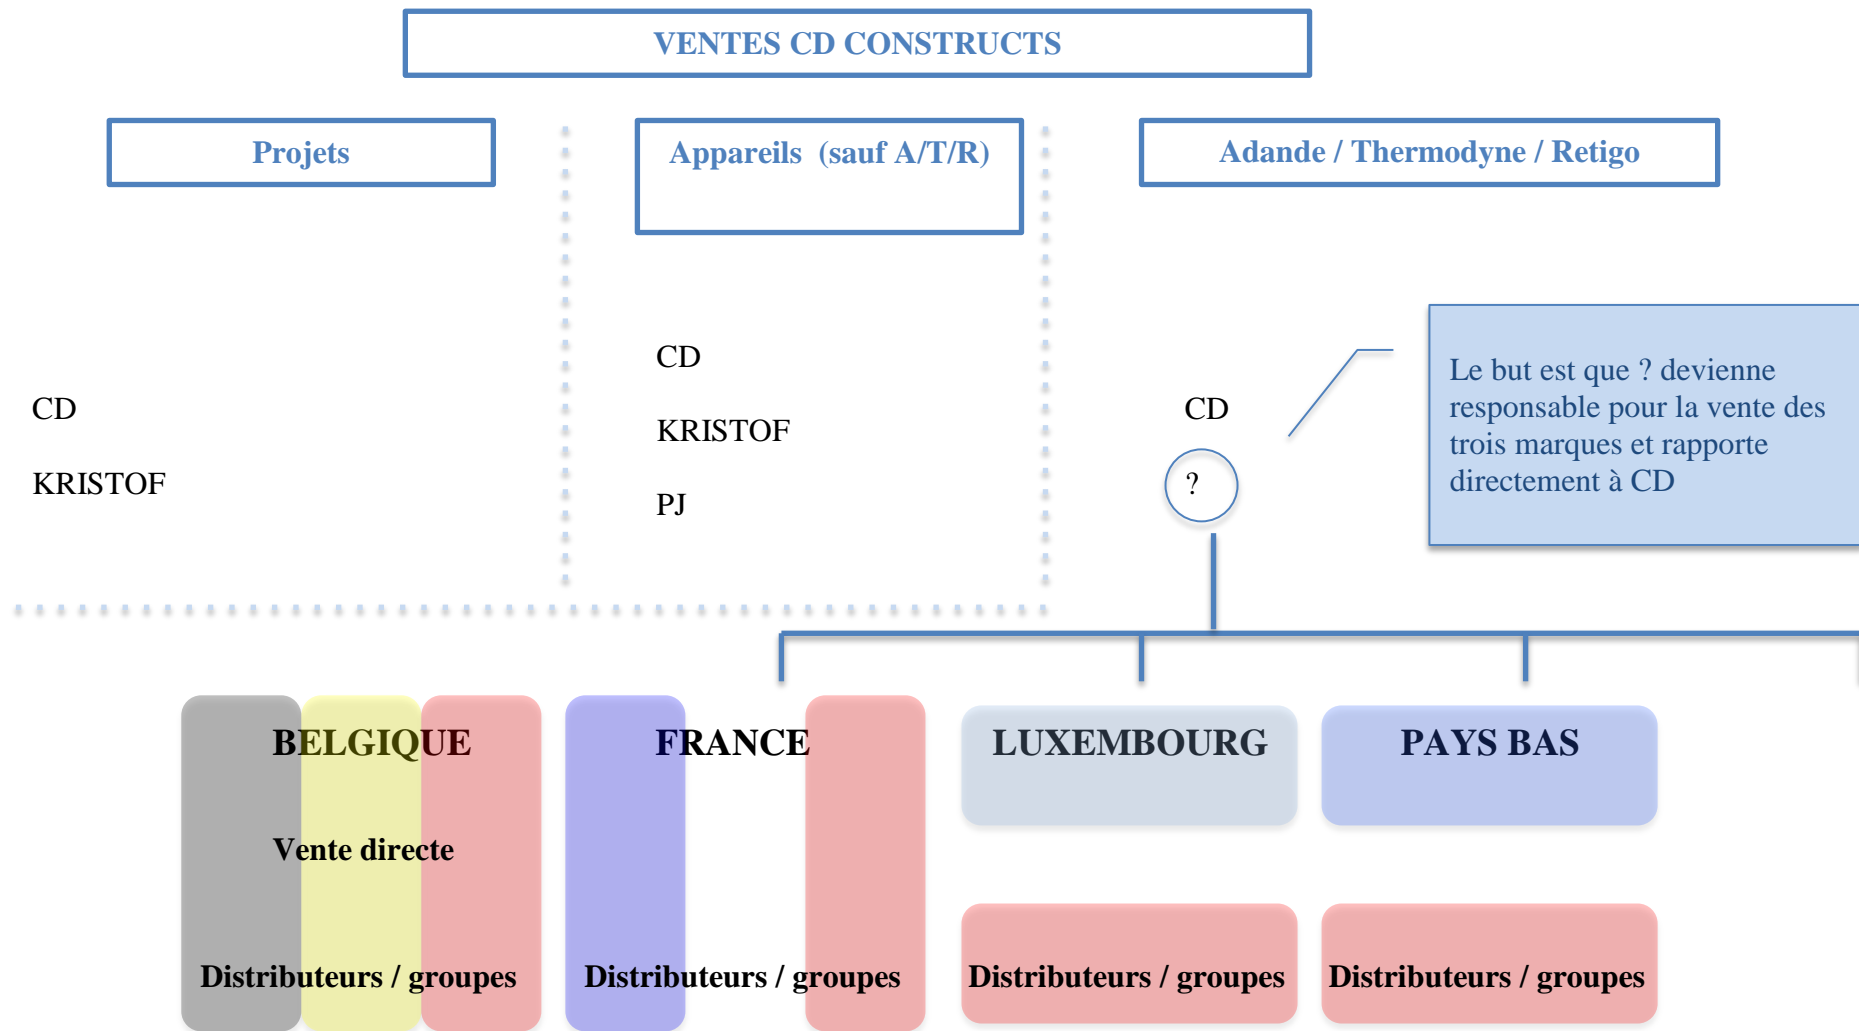 VENTES CD CONSTRUCTS
Projets
Appareils (sauf A/T/R)
Adande / Thermodyne / Retigo
CD
KRISTOF
CD
KRISTOF
PJ
CD
?
Le but est que ? devienne
responsable pour la vente des
trois marques et rapporte
directement à CD
BELGIQUE
Vente directe
Distributeurs / groupes
FRANCE
Distributeurs / groupes
LUXEMBOURG
Distributeurs / groupes
PAYS BAS
Distributeurs / groupes